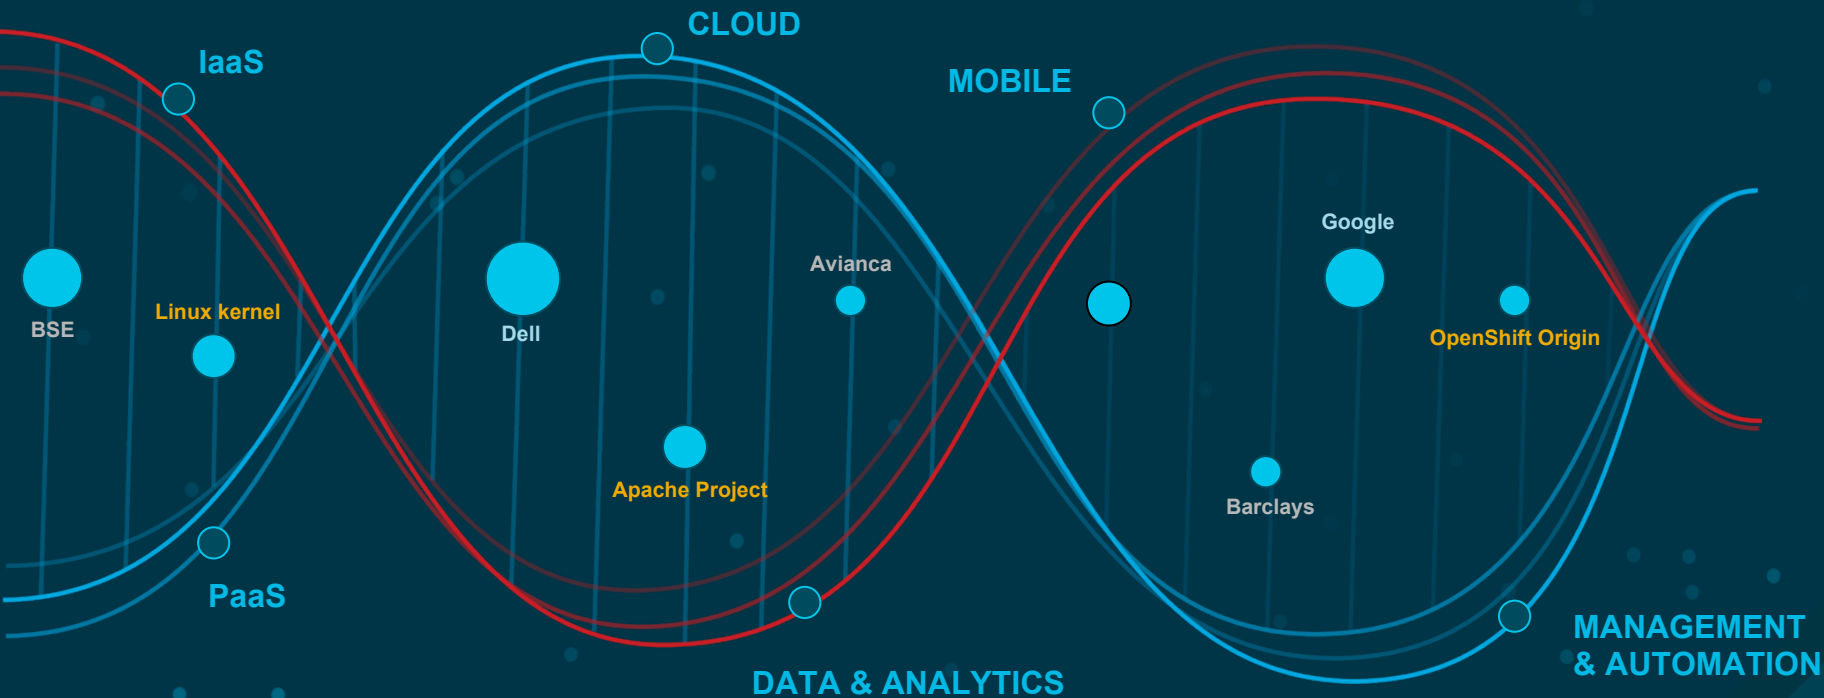 CLOUD
IaaS
MOBILE
Google
Avianca
Linux kernel
BSE
Dell
OpenShift Origin
Apache Project
Barclays
PaaS
MANAGEMENT
& AUTOMATION
DATA & ANALYTICS